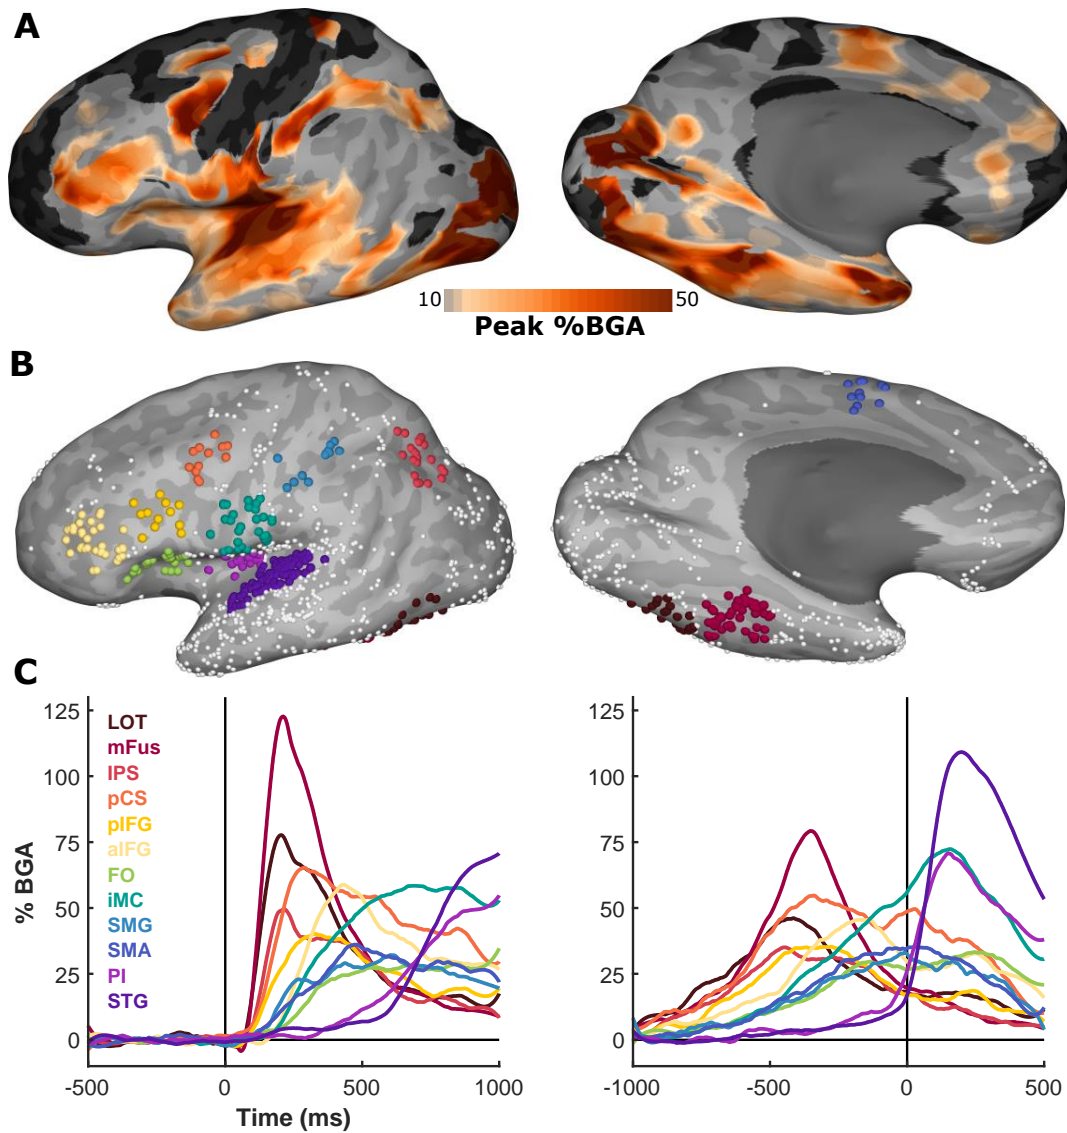 A
10 50
Peak %BGA
B
C
% BGA
125
100
75
50
25
0
LOT
mFus
IPS
pCS
pIFG
aIFG
FO
iMC
SMG
SMA
PI
STG
-500 0 500 1000
Time (ms)
125
100
75
50
25
0
-1000 -500 0 500